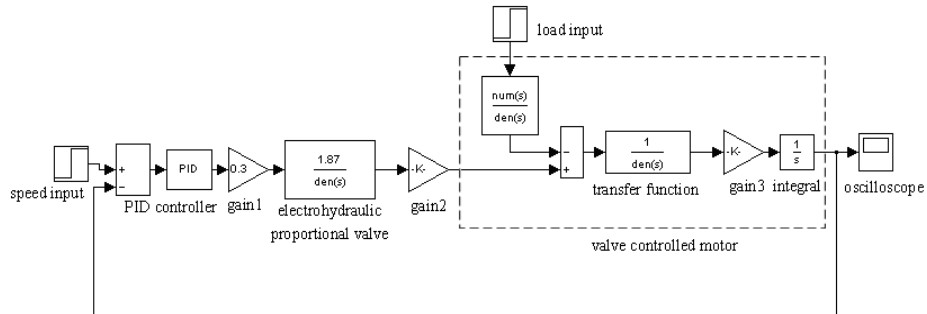 load input
num(s)
den(s)
+
−
speed input
PID
PID controller
0.3
gain1
1.87
den(s)
electrohydraulic
proportional valve
-K-
gain2
−
+
1
den(s)
transfer function
-K-
gain3
1
s
integral
oscilloscope
valve controlled motor